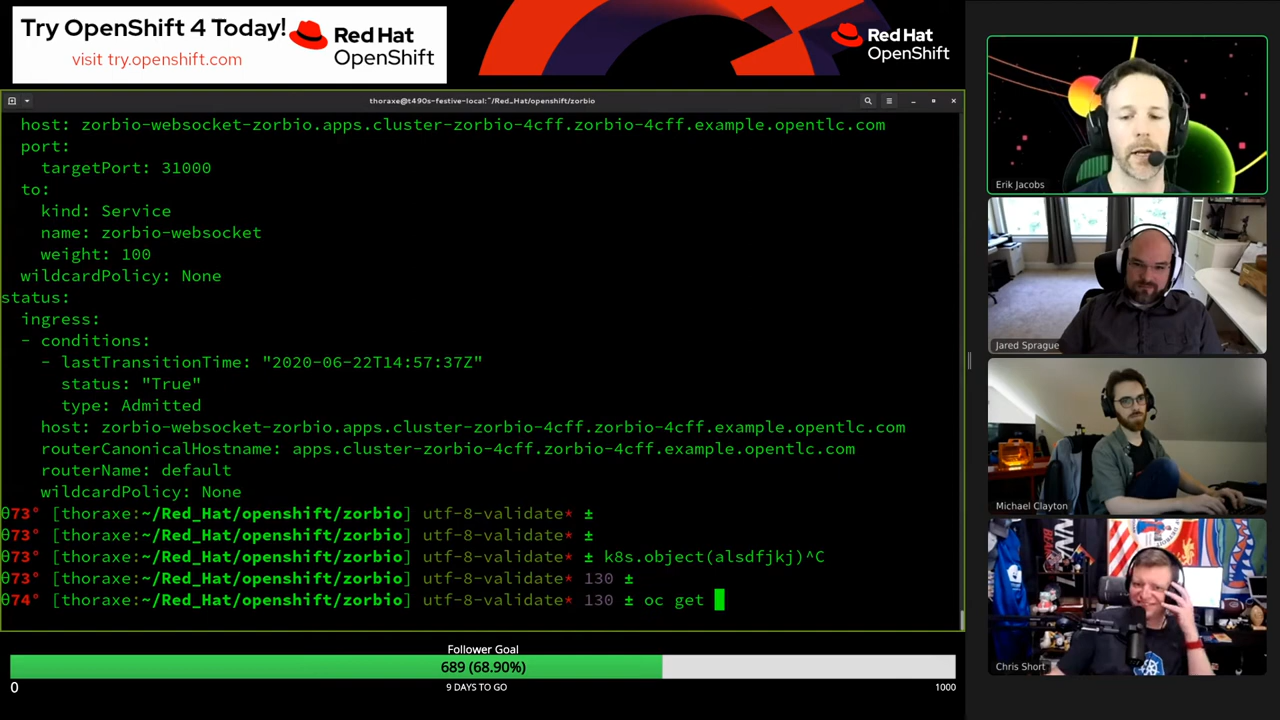 Try OpenShift 4 Today!
visit try.openshift.com
Red Hat
OpenShift
Red Hat
OpenShift
thoraxe@t490s-festive-local:~/Red_Hat/openshift/zorbio
host: zorbio-websocket-zorbio.apps.cluster-zorbio-4cff.zorbio-4cff.example.opentlc.com
port:
targetPort: 31000
to:
kind: Service
name: zorbio-websocket
weight: 100
wildcardPolicy: None
status:
ingress:
- conditions:
- lastTransitionTime: "2020-06-22T14:57:37Z"
status: "True"
type: Admitted
host: zorbio-websocket-zorbio.apps.cluster-zorbio-4cff.zorbio-4cff.example.opentlc.com
routerCanonicalHostname: apps.cluster-zorbio-4cff.zorbio-4cff.example.opentlc.com
routerName: default
wildcardPolicy: None
θ73° [thoraxe:~/Red_Hat/openshift/zorbio] utf-8-validate* ±
θ73° [thoraxe:~/Red_Hat/openshift/zorbio] utf-8-validate* ±
θ73° [thoraxe:~/Red_Hat/openshift/zorbio] utf-8-validate* ± k8s.object(alsdfjkj)^C
θ73° [thoraxe:~/Red_Hat/openshift/zorbio] utf-8-validate* 130 ±
θ74° [thoraxe:~/Red_Hat/openshift/zorbio] utf-8-validate* 130 ± oc get
Follower Goal
689 (68.90%)
0
9 DAYS TO GO
1000
Erik Jacobs
Jared Sprague
Michael Clayton
Chris Short